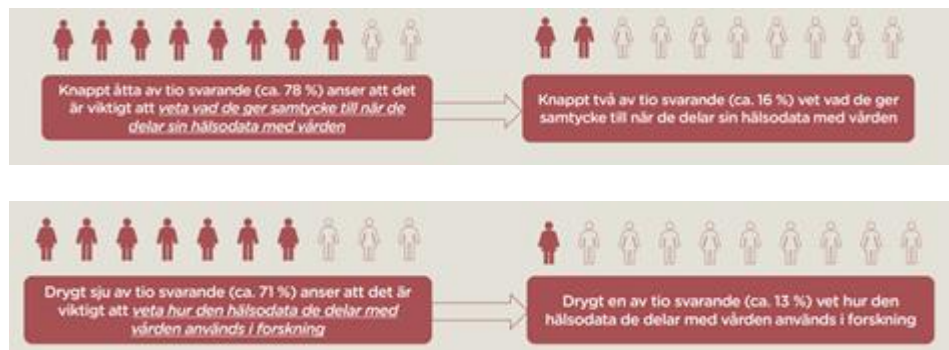 Knappt åtta av tio svarande (ca. 78 %) anser att det
är viktigt att veta vad de ger samtycke till när de
delar sin hälsodata med vården
Knappt två av tio svarande (ca. 16 %) vet vad de ger
samtycke till när de delar sin hälsodata med vården
Drygt sju av tio svarande (ca. 71 %) anser att det är
viktigt att veta hur den hälsodata de delar med
vården används i forskning
Drygt en av tio svarande (ca. 13 %) vet hur den
hälsodata de delar med vården används i forskning